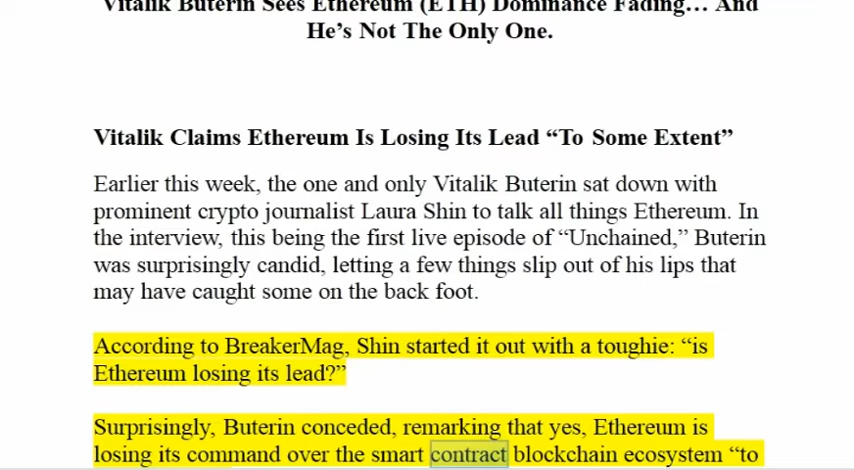 Vitalik Buterin Sees Ethereum (ETH) Dominance Fading… And
He’s Not The Only One.
Vitalik Claims Ethereum Is Losing Its Lead “To Some Extent”
Earlier this week, the one and only Vitalik Buterin sat down with
prominent crypto journalist Laura Shin to talk all things Ethereum. In
the interview, this being the first live episode of “Unchained,” Buterin
was surprisingly candid, letting a few things slip out of his lips that
may have caught some on the back foot.
According to BreakerMag, Shin started it out with a toughie: “is
Ethereum losing its lead?”
Surprisingly, Buterin conceded, remarking that yes, Ethereum is
losing its command over the smart contract blockchain ecosystem “to